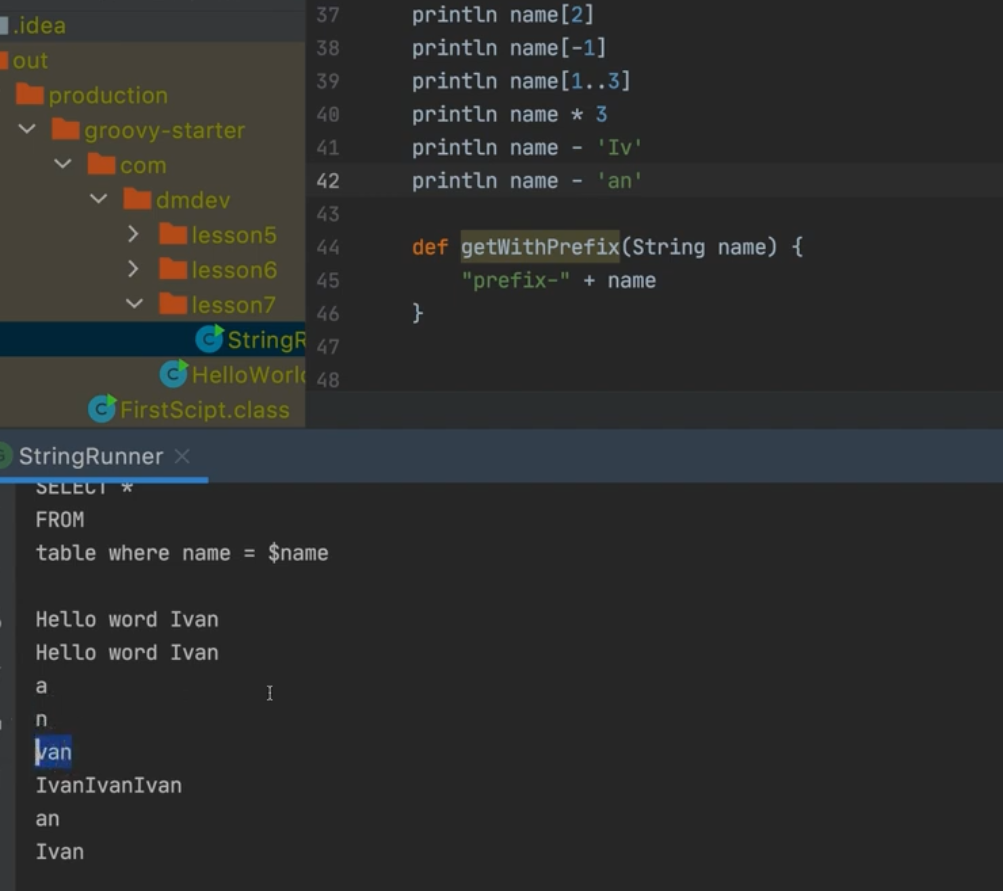 .idea
out
production
groovy-starter
com
dmdev
lesson5
lesson6
lesson7
HelloWorld
FirstScipt.class
37 println name[2]
38 println name[-1]
39 println name[1..3]
40 println name * 3
41 println name - 'Iv'
42 println name - 'an'
43
44 def getWithPrefix(String name) {
45 "prefix-" + name
46 }
47
48
StringRunner
SELECT *
FROM
table where name = $name
Hello word Ivan
Hello word Ivan
a
n
van
IvanIvanIvan
an
Ivan